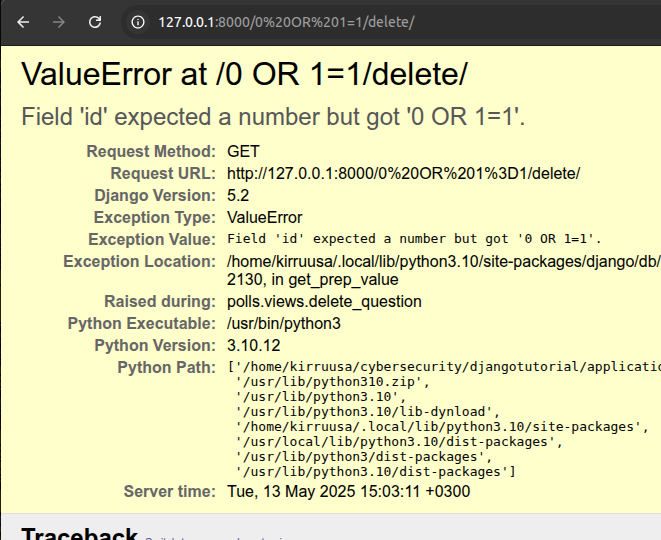 127.0.0.1:8000/0%20OR%201=1/delete/
ValueError at /0 OR 1=1/delete/
Field 'id' expected a number but got '0 OR 1=1'.
Request Method: GET
Request URL: http://127.0.0.1:8000/0%20OR%201%3D1/delete/
Django Version: 5.2
Exception Type: ValueError
Exception Value: Field 'id' expected a number but got '0 OR 1=1'.
Exception Location: /home/kirruusa/.local/lib/python3.10/site-packages/django/db/
2130, in get_prep_value
Raised during: polls.views.delete_question
Python Executable: /usr/bin/python3
Python Version: 3.10.12
Python Path: ['/home/kirruusa/cybersecurity/djangotutorial/applicatio
'/usr/lib/python310.zip',
'/usr/lib/python3.10',
'/usr/lib/python3.10/lib-dynload',
'/home/kirruusa/.local/lib/python3.10/site-packages',
'/usr/local/lib/python3.10/dist-packages',
'/usr/lib/python3/dist-packages',
'/usr/lib/python3.10/dist-packages']
Server time: Tue, 13 May 2025 15:03:11 +0300
Traceback